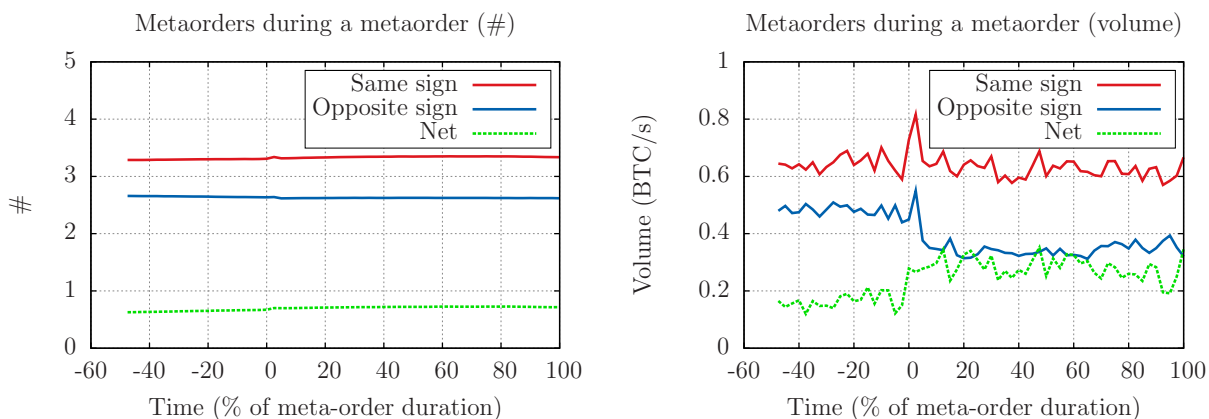 Metaorders during a metaorder (#)
5
4
3
2
1
0
#
-60 -40 -20 0 20 40 60 80 100
Time (% of meta-order duration)
Same sign
Opposite sign
Net
Metaorders during a metaorder (volume)
1
0.8
0.6
0.4
0.2
0
Volume (BTC/s)
-60 -40 -20 0 20 40 60 80 100
Time (% of meta-order duration)
Same sign
Opposite sign
Net